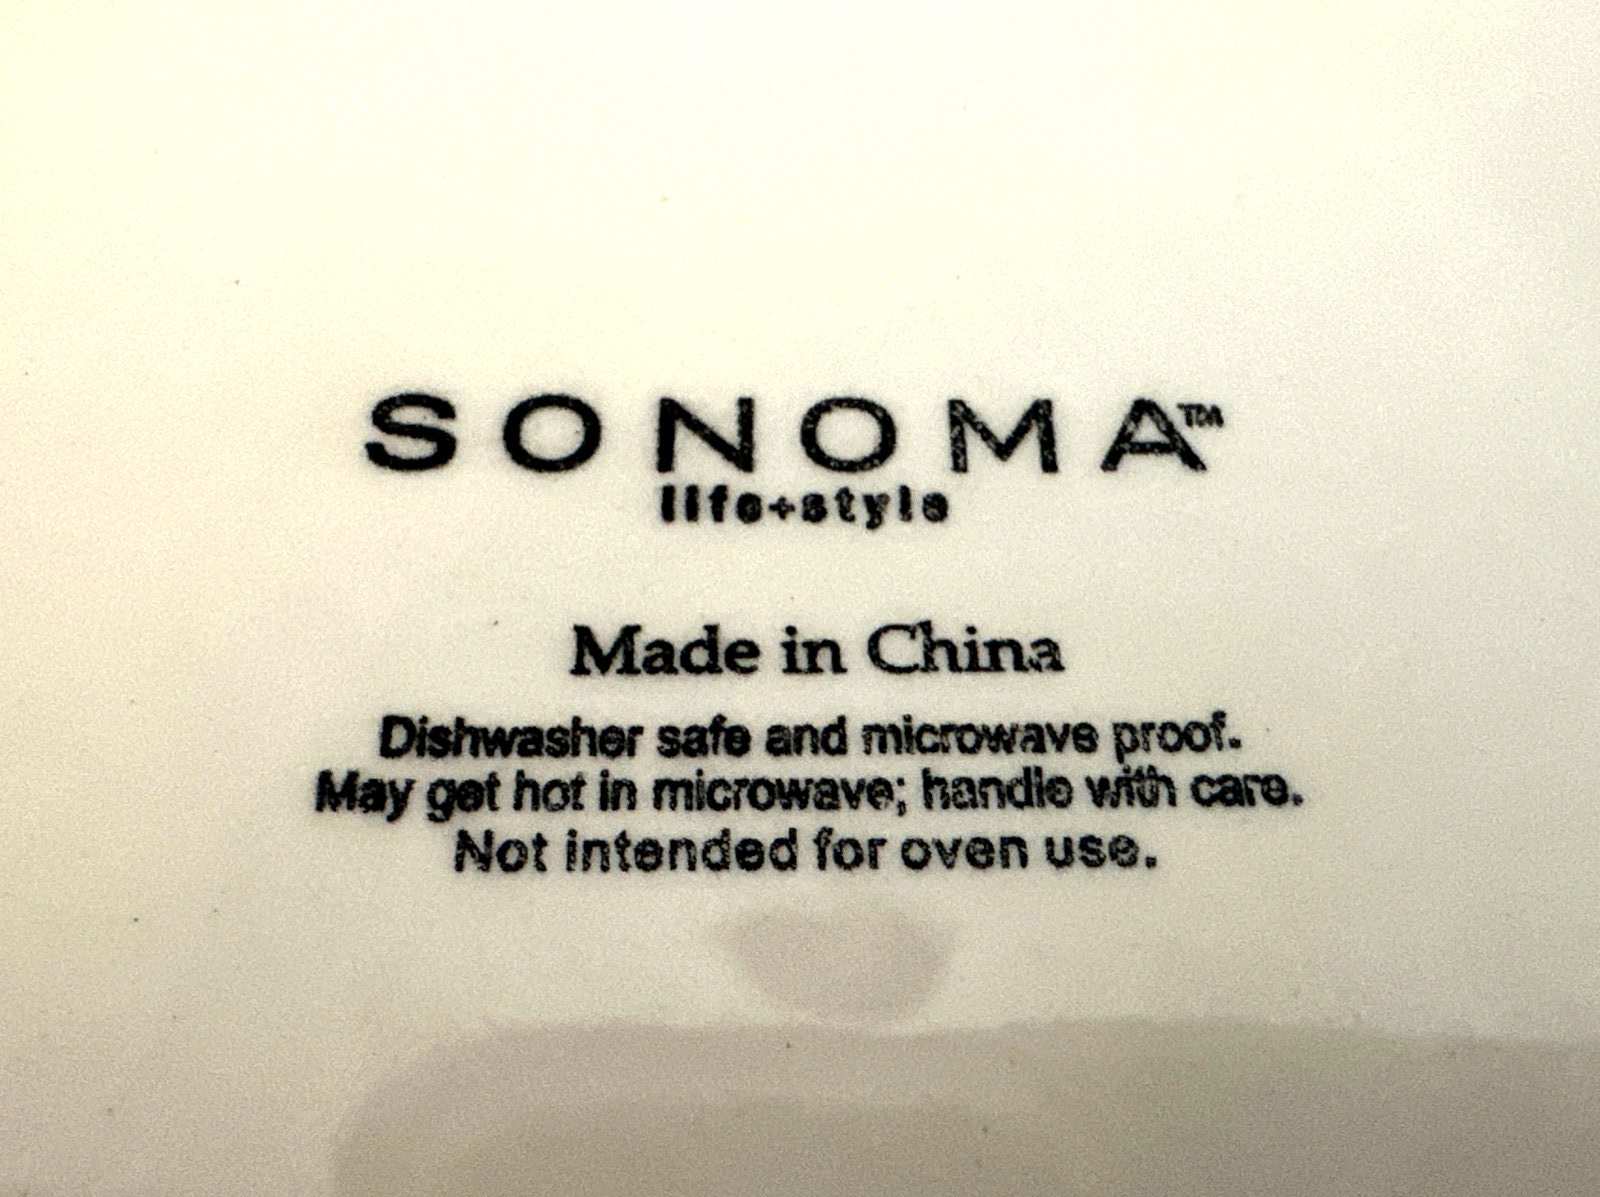 SONOMA™
life+style
Made in China
Dishwasher safe and microwave proof.
May get hot in microwave; handle with care.
Not intended for oven use.